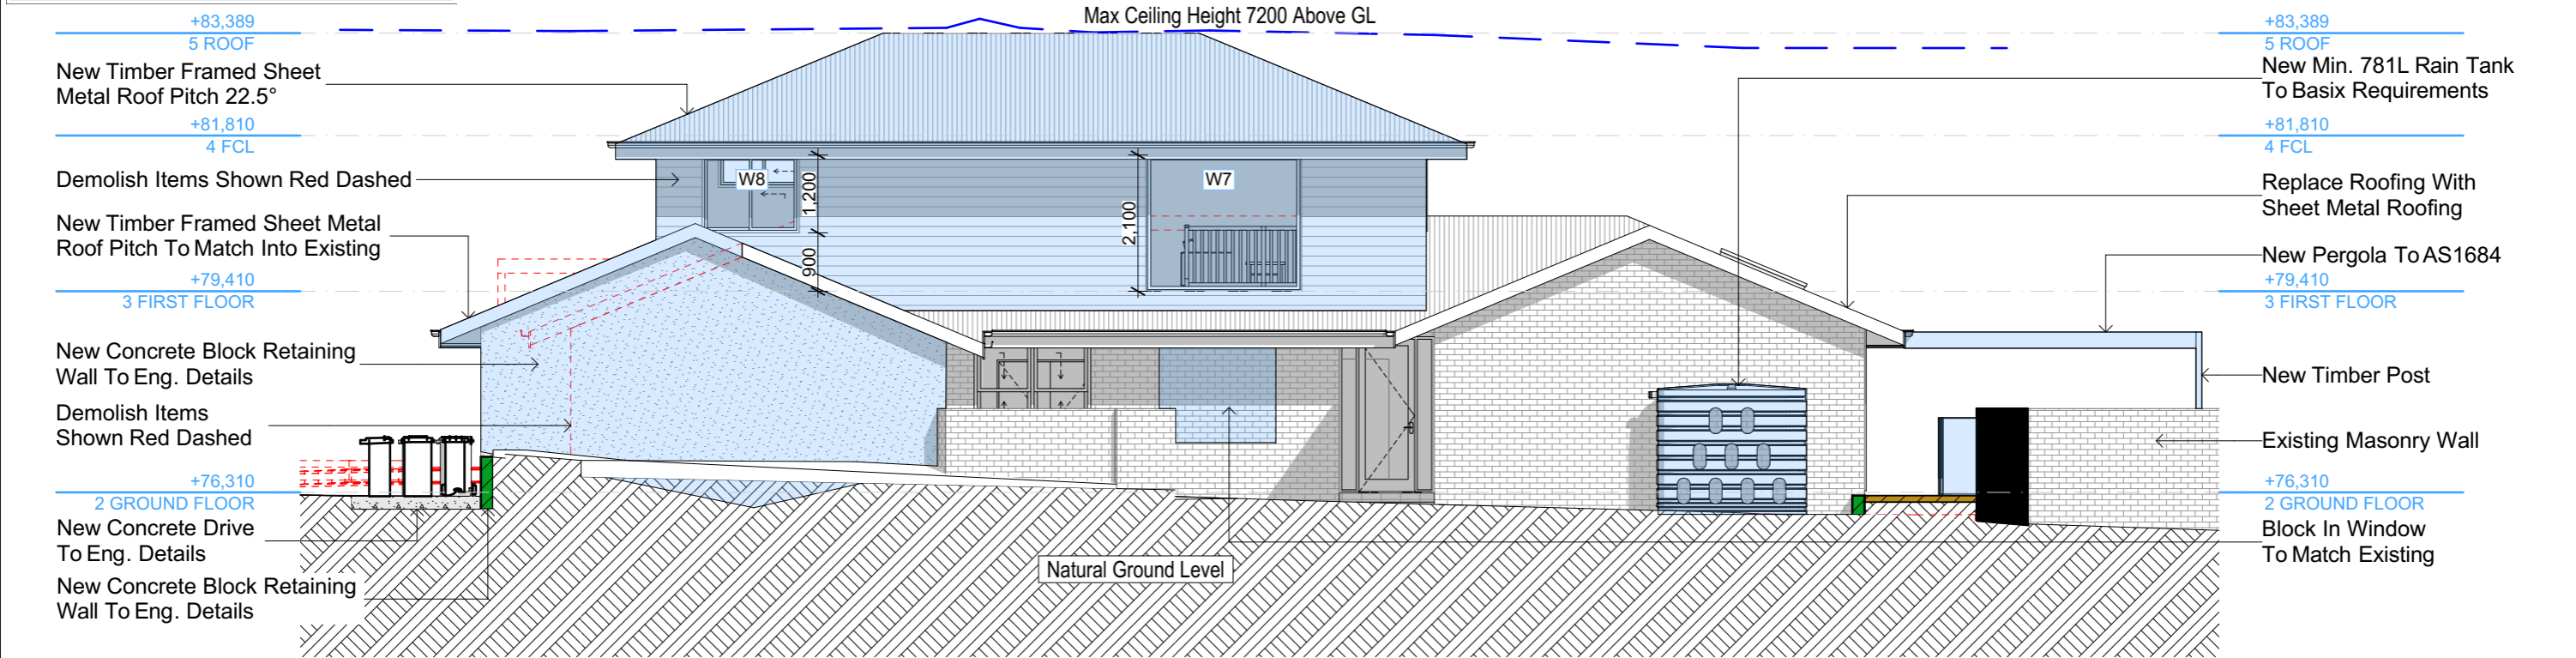 Max Ceiling Height 7200 Above GL
+83,389
5 ROOF
New Timber Framed Sheet
Metal Roof Pitch 22.5°
+81,810
4 FCL
Demolish Items Shown Red Dashed
New Timber Framed Sheet Metal
Roof Pitch To Match Into Existing
+79,410
3 FIRST FLOOR
New Concrete Block Retaining
Wall To Eng. Details
Demolish Items
Shown Red Dashed
+76,310
2 GROUND FLOOR
New Concrete Drive
To Eng. Details
New Concrete Block Retaining
Wall To Eng. Details
W8
1,200
900
2,100
W7
Natural Ground Level
+83,389
5 ROOF
New Min. 781L Rain Tank
To Basix Requirements
+81,810
4 FCL
Replace Roofing With
Sheet Metal Roofing
New Pergola To AS1684
+79,410
3 FIRST FLOOR
New Timber Post
Existing Masonry Wall
+76,310
2 GROUND FLOOR
Block In Window
To Match Existing